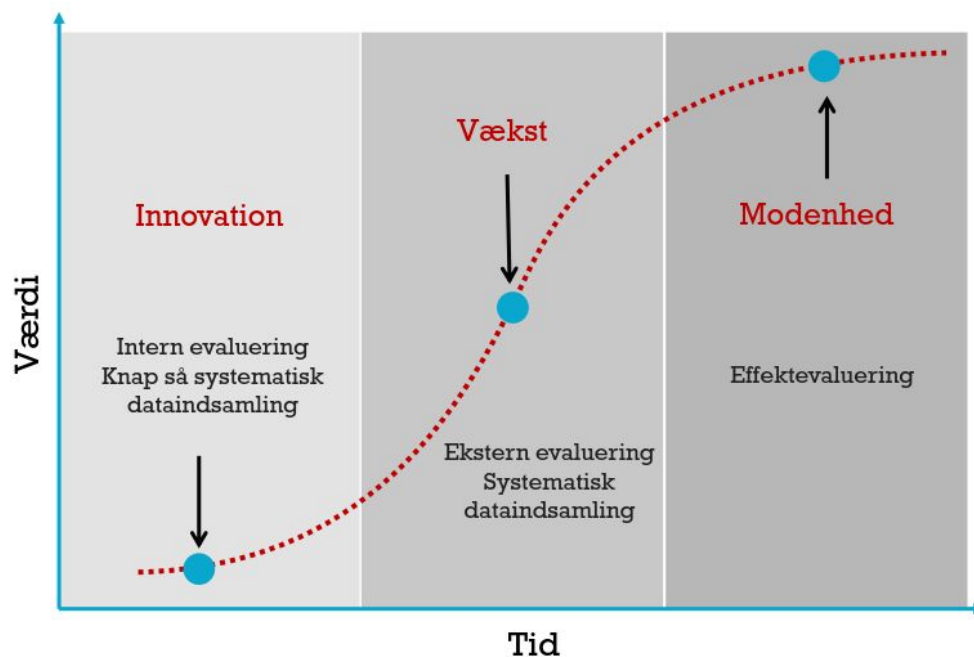 Værdi
Innovation
Intern evaluering
Knap så systematisk
dataindsamling
Vækst
Ekstern evaluering
Systematisk
dataindsamling
Modenhed
Effektevaluering
Tid